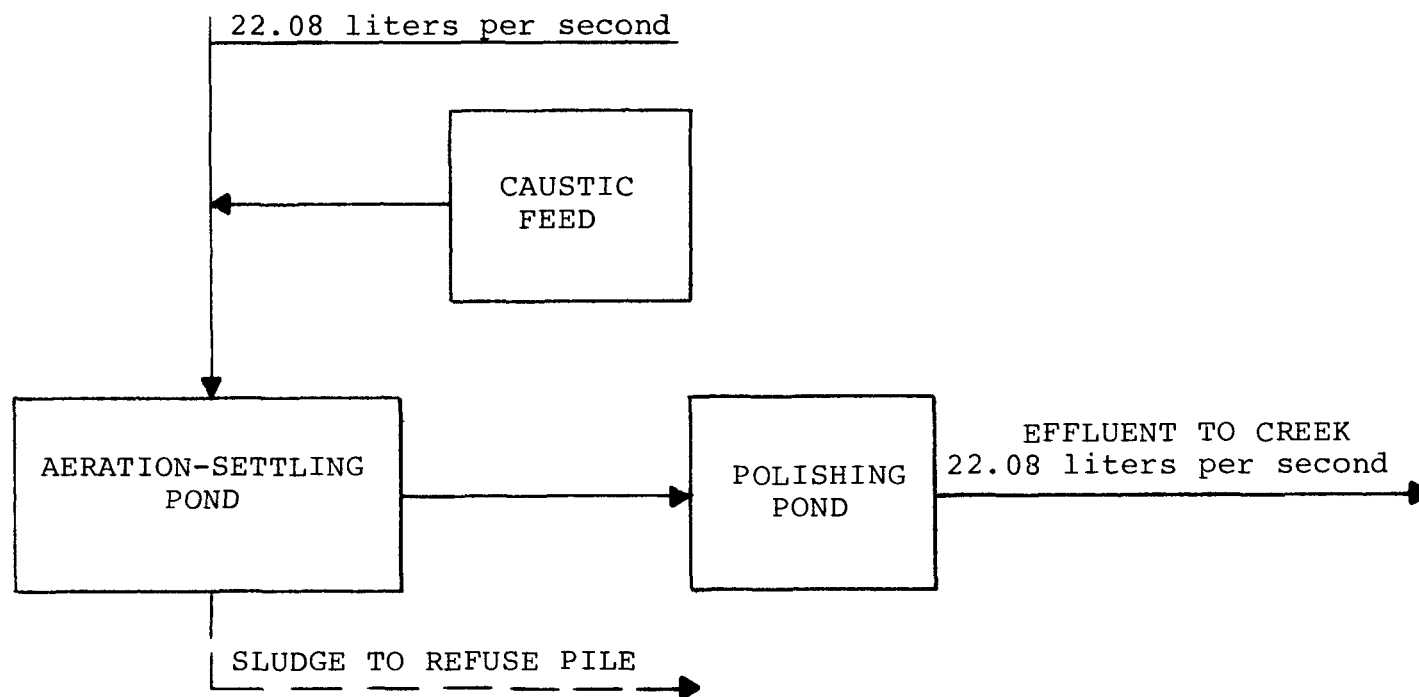 22.08 liters per second
CAUSTIC
FEED
AERATION-SETTLING
POND
POLISHING
POND
EFFLUENT TO CREEK
22.08 liters per second
SLUDGE TO REFUSE PILE